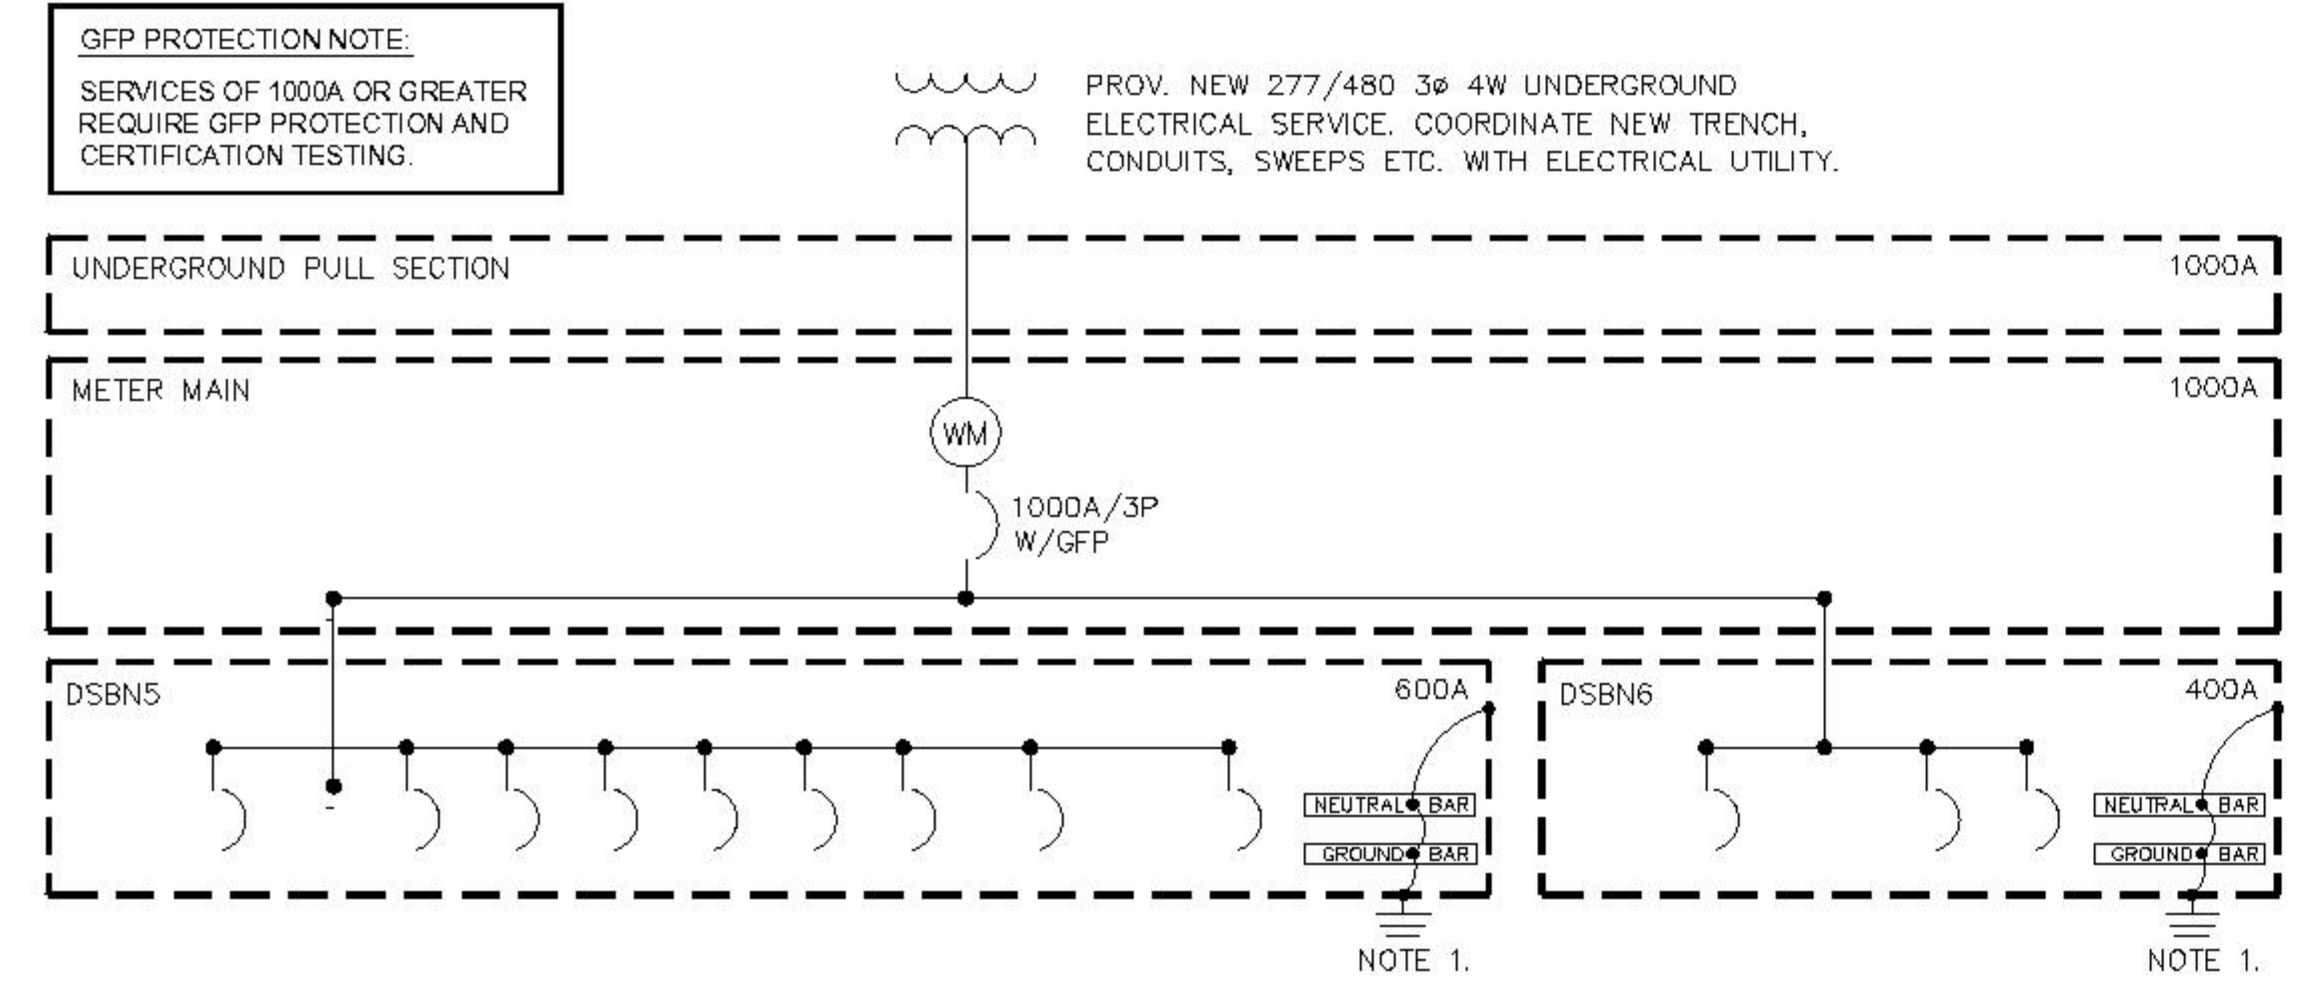 GFP PROTECTION NOTE:
SERVICES OF 1000A OR GREATER
REQUIRE GFP PROTECTION AND
CERTIFICATION TESTING.
PROV. NEW 277/480 3ø 4W UNDERGROUND
ELECTRICAL SERVICE. COORDINATE NEW TRENCH,
CONDUITS, SWEEPS ETC. WITH ELECTRICAL UTILITY.
UNDERGROUND PULL SECTION
1000A
METER MAIN
1000A
WM
1000A/3P
W/GFP
DSBN5
600A
NEUTRAL BAR
GROUND BAR
NOTE 1.
DSBN6
400A
NEUTRAL BAR
GROUND BAR
NOTE 1.